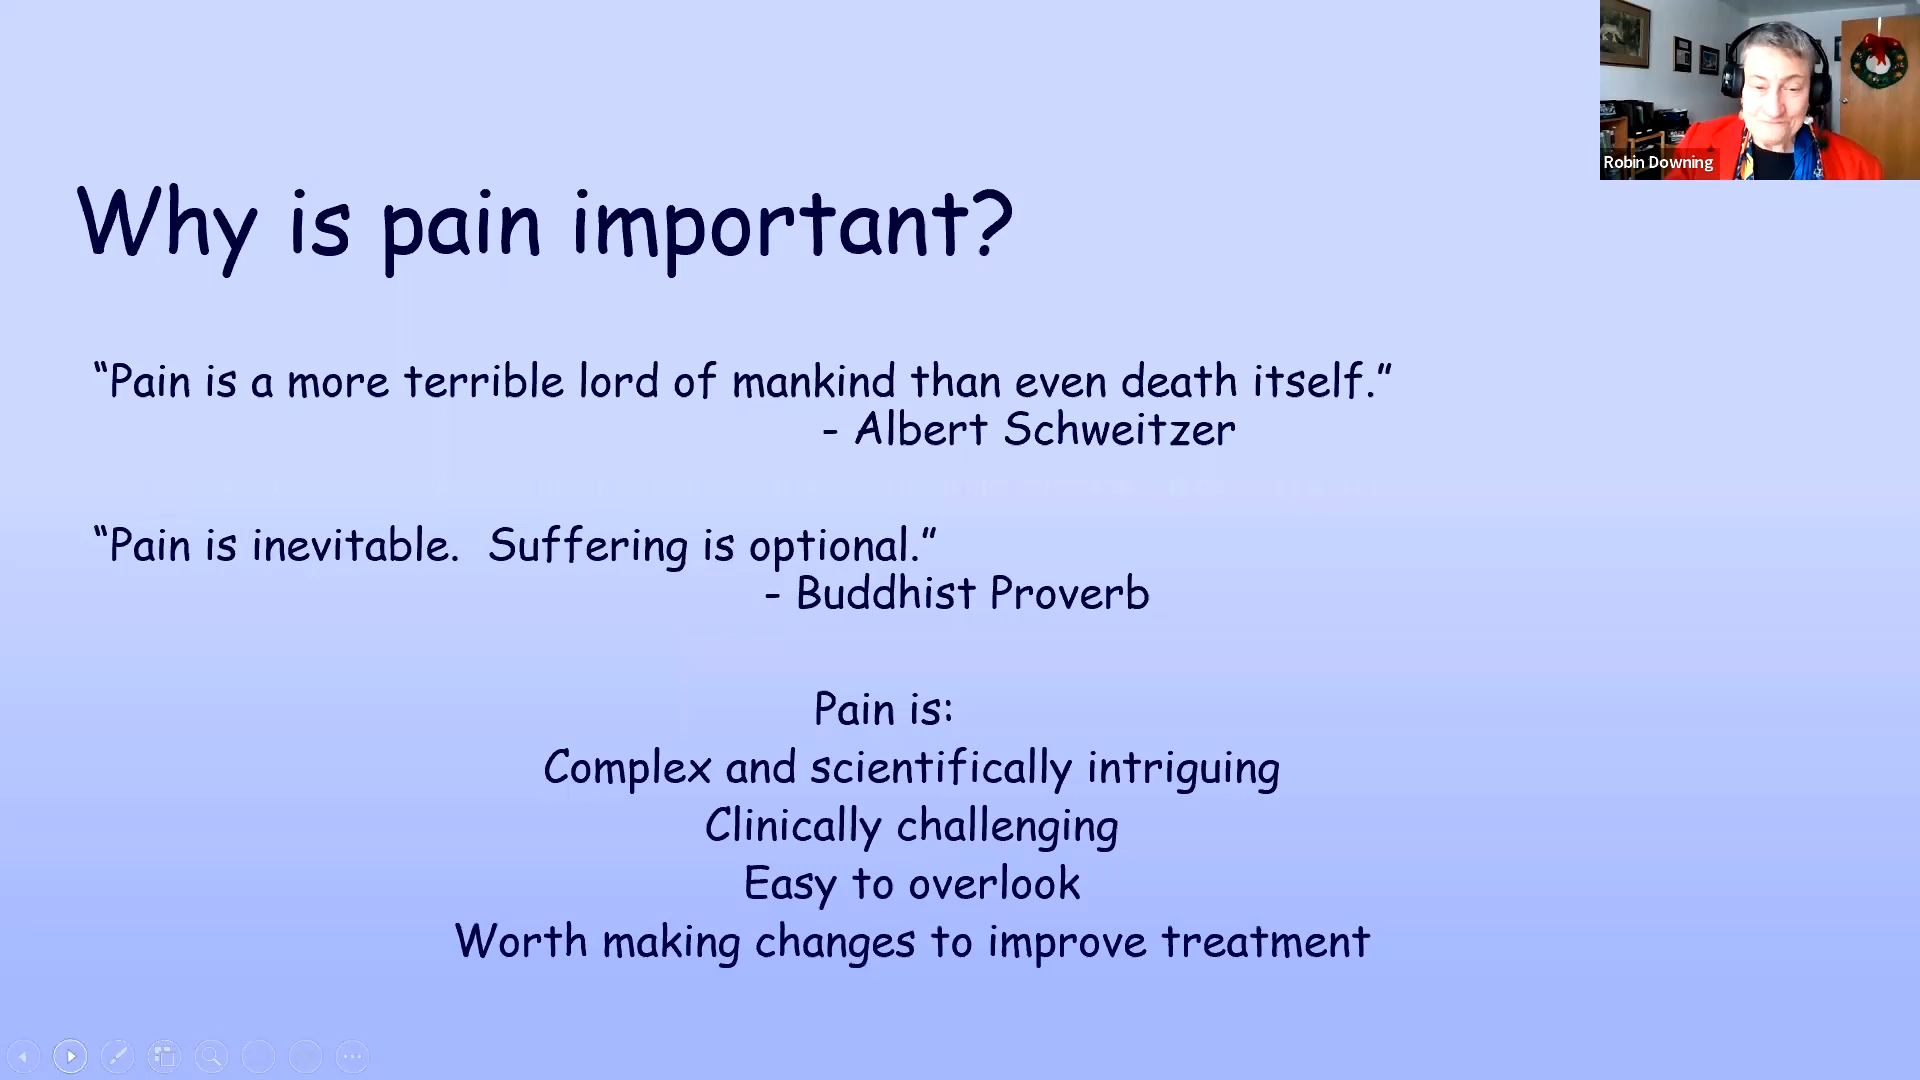 Robin Downing
Why is pain important?
“Pain is a more terrible lord of mankind than even death itself.”
- Albert Schweitzer
“Pain is inevitable.  Suffering is optional.”
- Buddhist Proverb
Pain is:
Complex and scientifically intriguing
Clinically challenging
Easy to overlook
Worth making changes to improve treatment